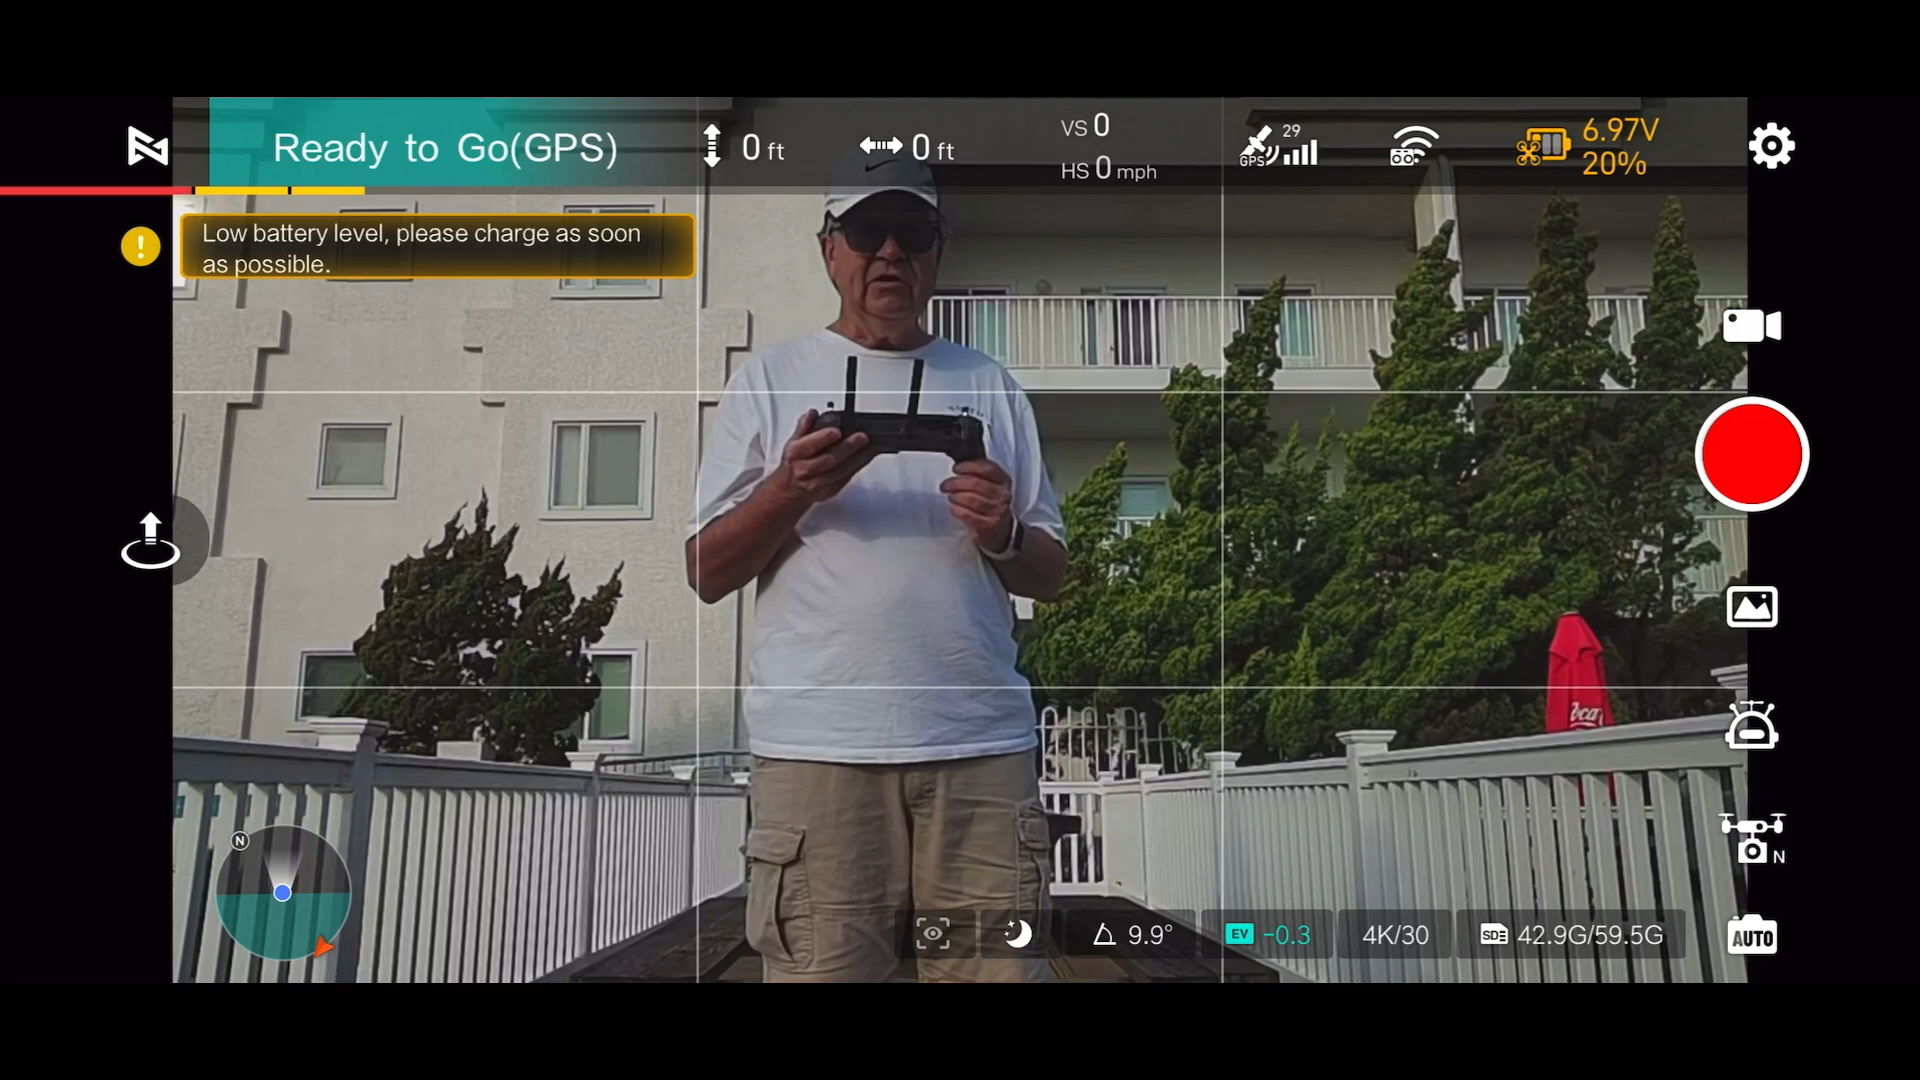 Ready to Go(GPS)
0 ft
0 ft
VS 0
HS 0 mph
29
GPS
6.97V
20%
Low battery level, please charge as soon
as possible.
Coca
N
N
9.9°
EV -0.3
4K/30
SD 42.9G/59.5G
AUTO